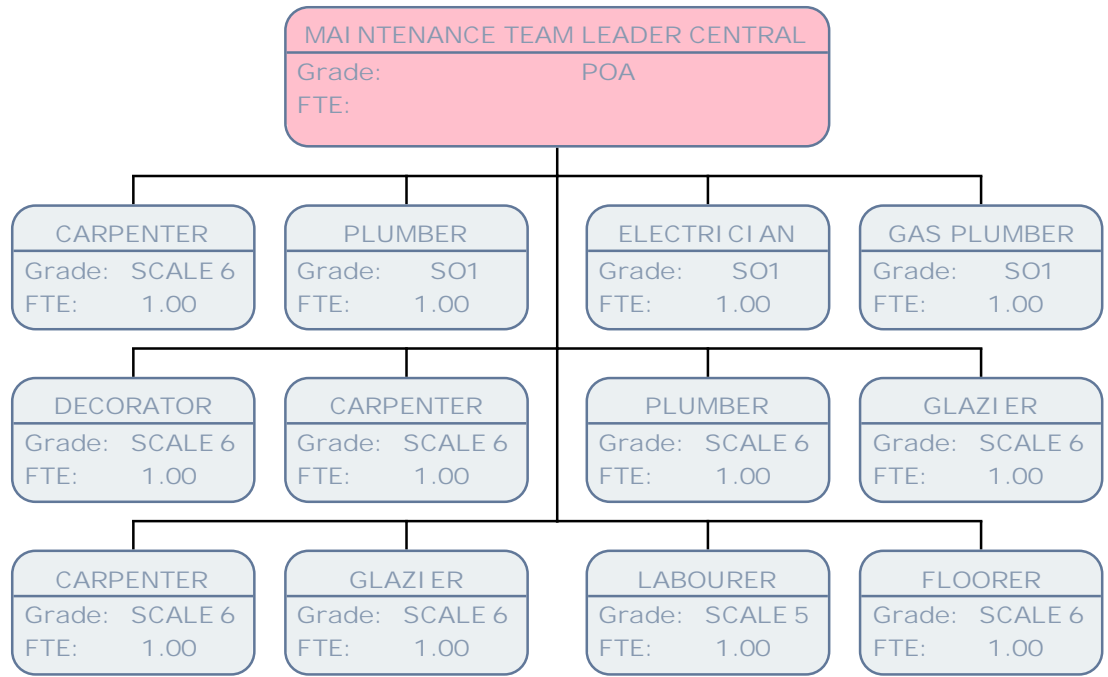 MAINTENANCE TEAM LEADER CENTRAL
Grade: POA
FTE:
CARPENTER
Grade: SCALE 6
FTE: 1.00
PLUMBER
Grade: SO1
FTE: 1.00
ELECTRICIAN
Grade: SO1
FTE: 1.00
GAS PLUMBER
Grade: SO1
FTE: 1.00
DECORATOR
Grade: SCALE 6
FTE: 1.00
CARPENTER
Grade: SCALE 6
FTE: 1.00
PLUMBER
Grade: SCALE 6
FTE: 1.00
GLAZIER
Grade: SCALE 6
FTE: 1.00
CARPENTER
Grade: SCALE 6
FTE: 1.00
GLAZIER
Grade: SCALE 6
FTE: 1.00
LABOURER
Grade: SCALE 5
FTE: 1.00
FLOORER
Grade: SCALE 6
FTE: 1.00